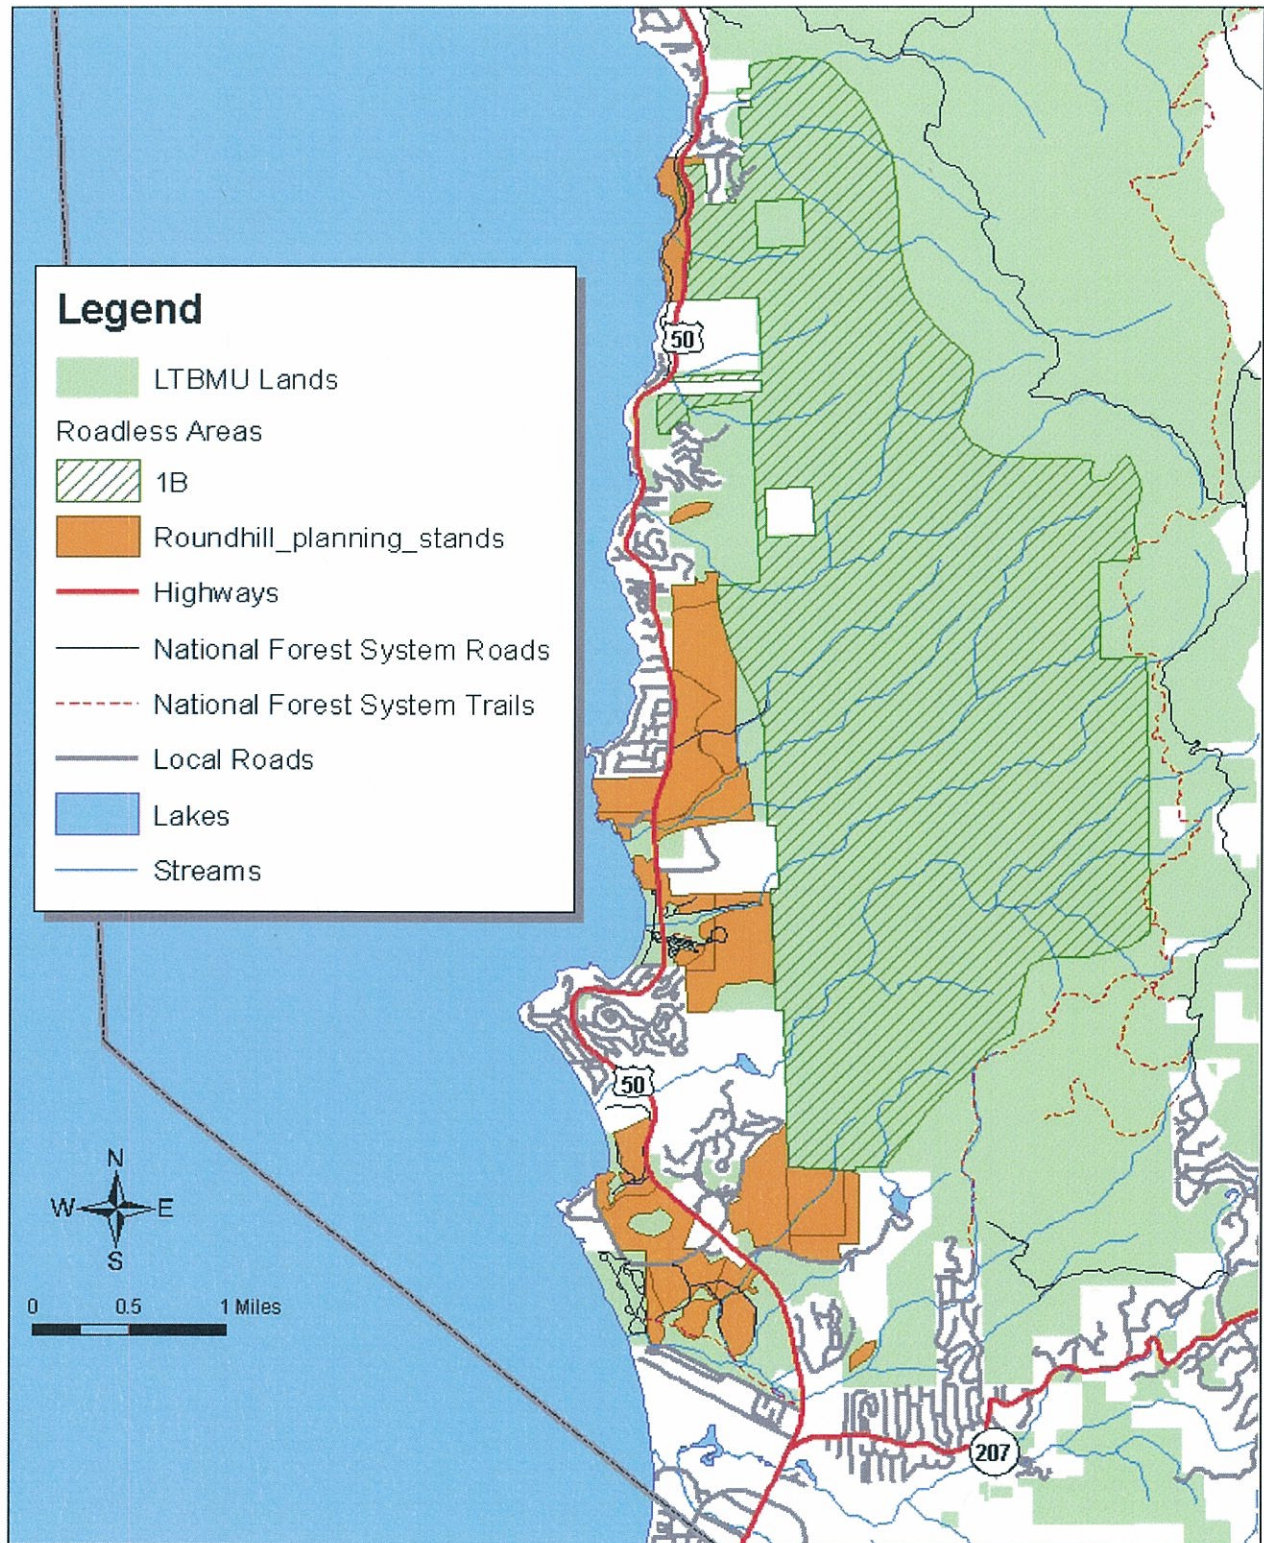 50
Legend
LTBMU Lands
Roadless Areas
1B
Roundhill_planning_stands
Highways
National Forest System Roads
National Forest System Trails
Local Roads
Lakes
Streams
50
N
W E
S
0 0.5 1 Miles
207